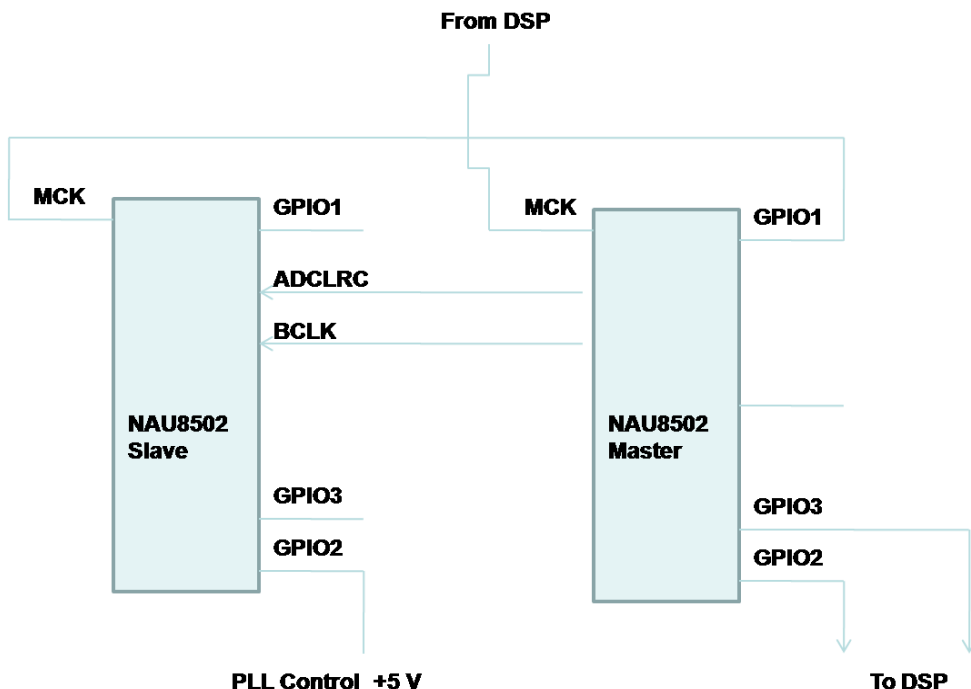 From DSP
MCK
GPIO1
MCK
GPIO1
ADCLRC
BCLK
NAU8502
Slave
NAU8502
Master
GPIO3
GPIO3
GPIO2
GPIO2
PLL Control +5 V
To DSP